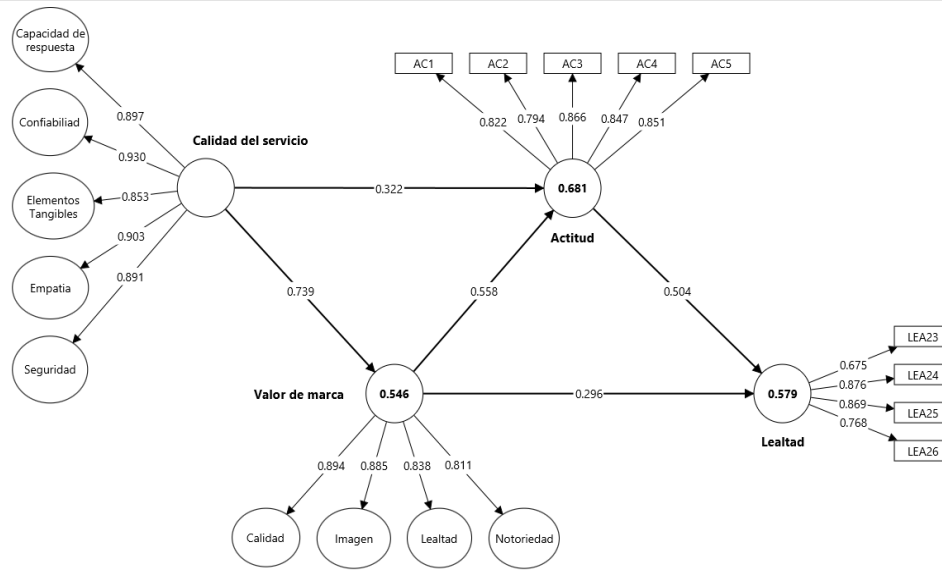 Capacidad de
respuesta
0.897
Confiabiliad
0.930
Elementos
Tangibles
0.853
Empatia
0.903
Seguridad
0.891
Calidad del servicio
0.322
0.739
AC1
AC2
AC3
AC4
AC5
0.822
0.794
0.866
0.847
0.851
0.681
Actitud
0.558
0.504
Valor de marca
0.546
0.296
0.579
Lealtad
LEA23
LEA24
LEA25
LEA26
0.675
0.876
0.869
0.768
0.894
0.885
0.838
0.811
Calidad
Imagen
Lealtad
Notoriedad